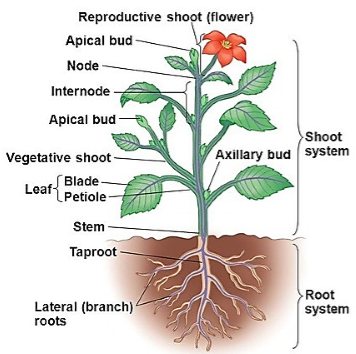 Reproductive shoot (flower)
Apical bud
Node
Internode
Apical bud
Vegetative shoot
Leaf
Blade
Petiole
Stem
Taproot
Lateral (branch)
roots
Axillary bud
Shoot
system
Root
system